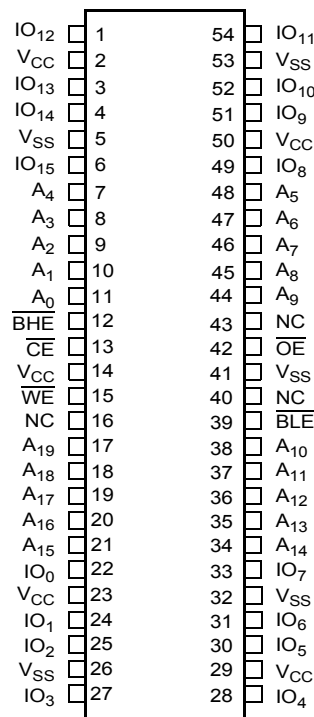 IO12 1 54 IO11
VCC 2 53 VSS
IO13 3 52 IO10
IO14 4 51 IO9
VSS 5 50 VCC
IO15 6 49 IO8
A4 7 48 A5
A3 8 47 A6
A2 9 46 A7
A1 10 45 A8
A0 11 44 A9
BHE 12 43 NC
CE 13 42 OE
VCC 14 41 VSS
WE 15 40 NC
NC 16 39 BLE
A19 17 38 A10
A18 18 37 A11
A17 19 36 A12
A16 20 35 A13
A15 21 34 A14
IO0 22 33 IO7
VCC 23 32 VSS
IO1 24 31 IO6
IO2 25 30 IO5
VSS 26 29 VCC
IO3 27 28 IO4